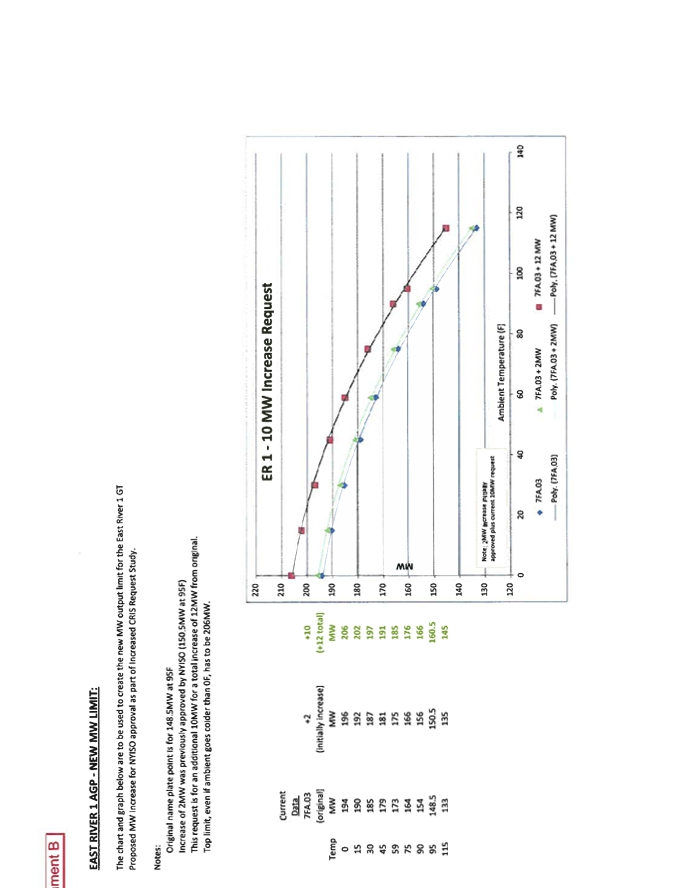 ment B
EAST RIVER 1 AGP - NEW MW LIMIT:
The chart and graph below are to be used to create the new MW output limit for the East River 1 GT
Proposed MW Increase for NYISO approval as part of Increased CRIS Request Study.
Notes:
Original name plate point is for 148.5MW at 95F
Increase of 2MW was previously approved by NYISO (150.5MW at 95F)
This request is for an additional 10MW for a total increase of 12MW from original.
Top limit, even if ambient goes colder than 0F, has to be 206MW.
Current
Data
7FA.03 +2 +10
(original) (initially increase) (+12 total)
Temp MW MW MW
0 194 196 206
15 190 192 202
30 185 187 197
45 179 181 191
59 173 175 185
75 164 166 176
90 154 156 166
95 148.5 150.5 160.5
115 133 135 145
ER 1 - 10 MW Increase Request
220
210
200
190
180
170
160
150
140
130
120
MW
Note: 2MW increase
approved plus current 10MW request
0 20 40 60 80 100 120 140
Ambient Temperature (F)
7FA.03 7FA.03 + 2MW 7FA.03 + 12 MW
Poly. (7FA.03) Poly. (7FA.03 + 2MW) Poly. (7FA.03 + 12 MW)